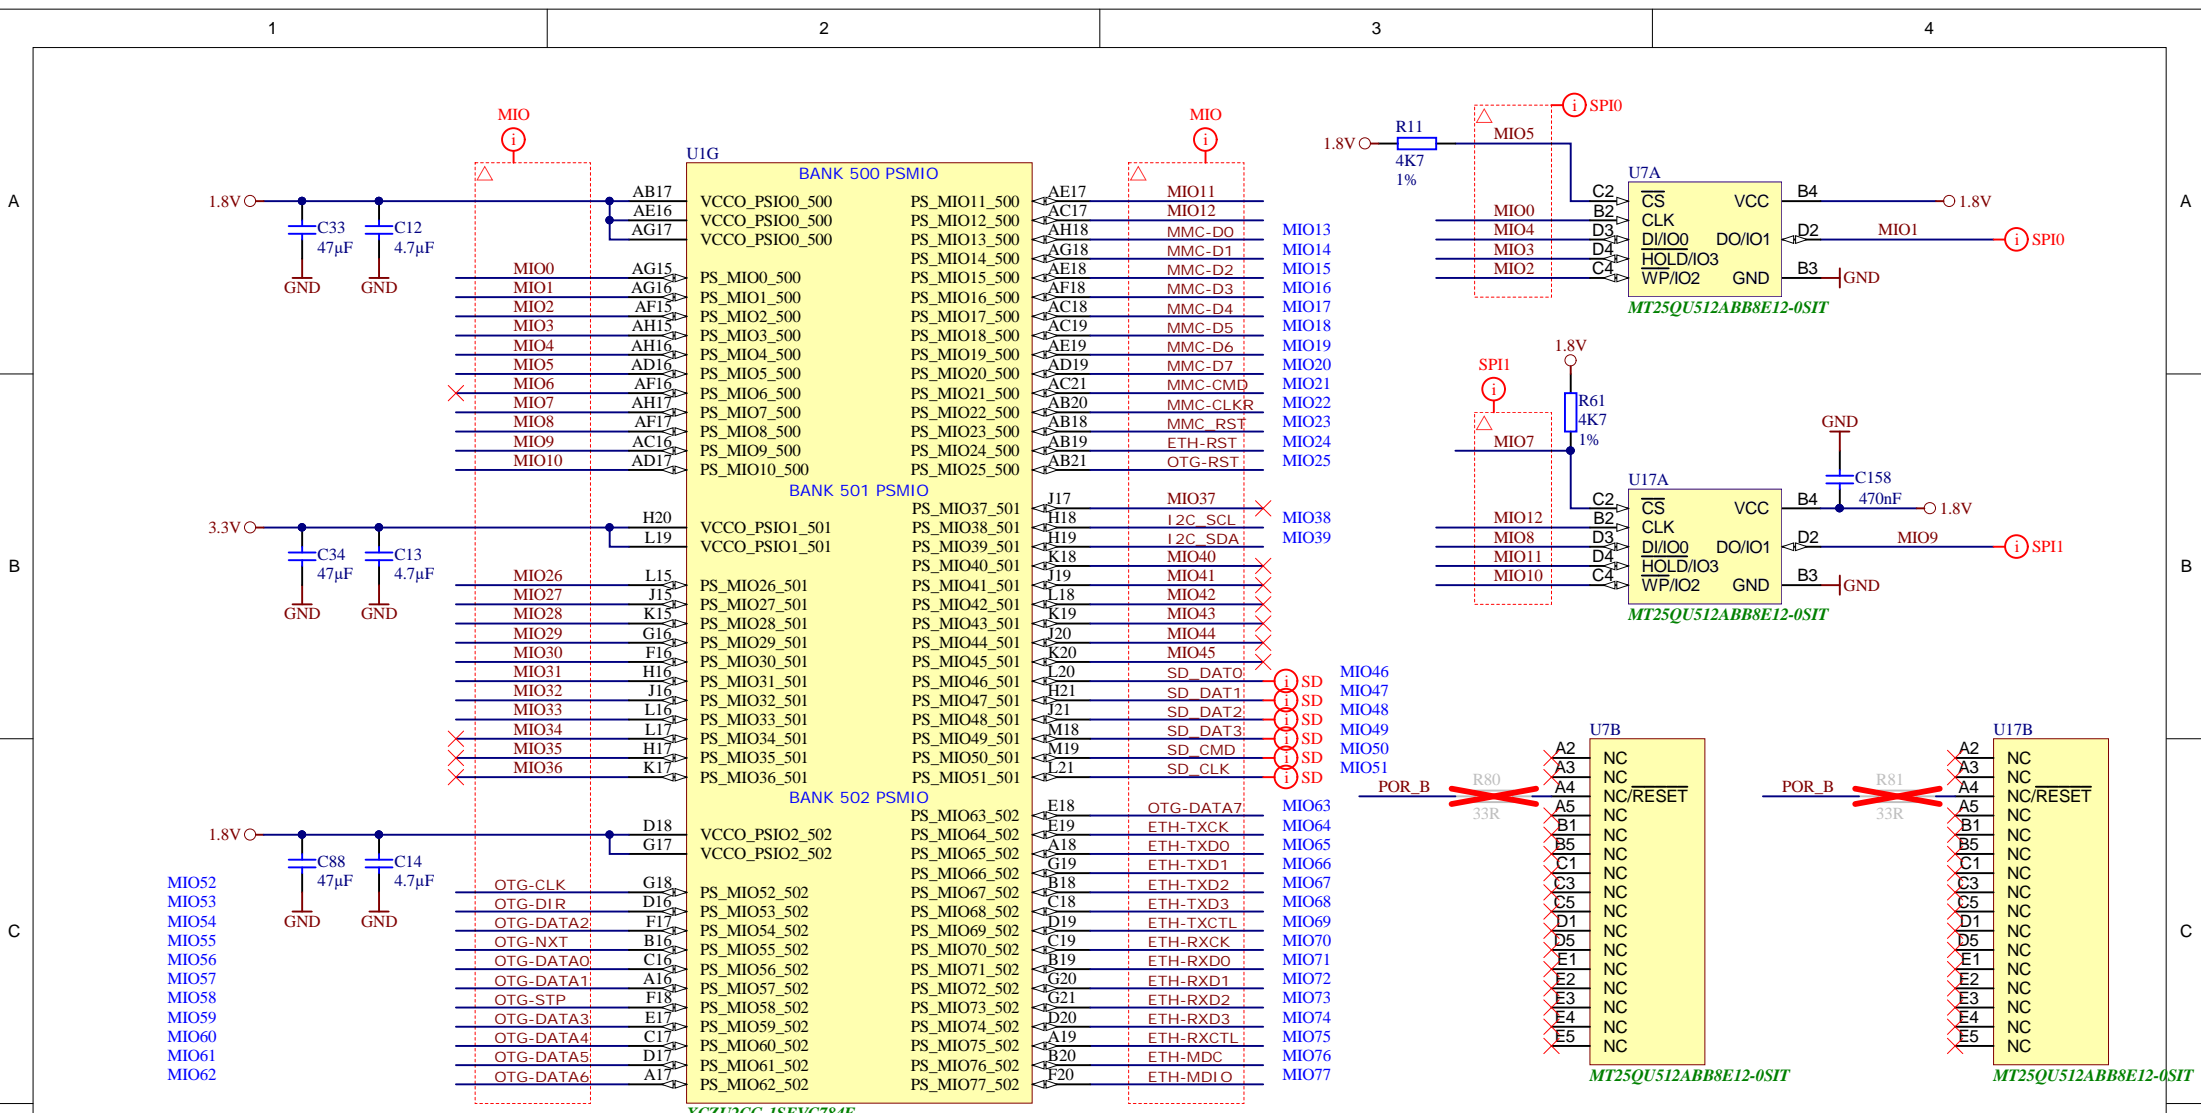 1 2 3 4
A A
B B
C C
MIO
MIO
U1G
BANK 500 PSMIO
1.8V
C33
47µF
GND
C12
4.7µF
GND
AB17 VCCO_PSIO0_500
AE16 VCCO_PSIO0_500
AG17 VCCO_PSIO0_500
MIO0 AG15 PS_MIO0_500
MIO1 AG16 PS_MIO1_500
MIO2 AF15 PS_MIO2_500
MIO3 AH15 PS_MIO3_500
MIO4 AH16 PS_MIO4_500
MIO5 AD16 PS_MIO5_500
MIO6 AF16 PS_MIO6_500
MIO7 AH17 PS_MIO7_500
MIO8 AF17 PS_MIO8_500
MIO9 AC16 PS_MIO9_500
MIO10 AD17 PS_MIO10_500
PS_MIO11_500 AE17 MIO11
PS_MIO12_500 AC17 MIO12
PS_MIO13_500 AH18 MMC-D0 MIO13
PS_MIO14_500 AG18 MMC-D1 MIO14
PS_MIO15_500 AE18 MMC-D2 MIO15
PS_MIO16_500 AF18 MMC-D3 MIO16
PS_MIO17_500 AC18 MMC-D4 MIO17
PS_MIO18_500 AC19 MMC-D5 MIO18
PS_MIO19_500 AE19 MMC-D6 MIO19
PS_MIO20_500 AD19 MMC-D7 MIO20
PS_MIO21_500 AC21 MMC-CMD MIO21
PS_MIO22_500 AB20 MMC-CLKR MIO22
PS_MIO23_500 AB18 MMC_RST MIO23
PS_MIO24_500 AB19 ETH-RST MIO24
PS_MIO25_500 AB21 OTG-RST MIO25
BANK 501 PSMIO
3.3V
C34
47µF
GND
C13
4.7µF
GND
H20 VCCO_PSIO1_501
L19 VCCO_PSIO1_501
MIO26 L15 PS_MIO26_501
MIO27 J15 PS_MIO27_501
MIO28 K15 PS_MIO28_501
MIO29 G16 PS_MIO29_501
MIO30 F16 PS_MIO30_501
MIO31 H16 PS_MIO31_501
MIO32 J16 PS_MIO32_501
MIO33 L16 PS_MIO33_501
MIO34 L17 PS_MIO34_501
MIO35 H17 PS_MIO35_501
MIO36 K17 PS_MIO36_501
PS_MIO37_501 J17 MIO37
PS_MIO38_501 H18 I2C_SCL MIO38
PS_MIO39_501 H19 I2C_SDA MIO39
PS_MIO40_501 K18 MIO40
PS_MIO41_501 J19 MIO41
PS_MIO42_501 L18 MIO42
PS_MIO43_501 K19 MIO43
PS_MIO44_501 J20 MIO44
PS_MIO45_501 K20 MIO45
PS_MIO46_501 L20 SD_DAT0 SD MIO46
PS_MIO47_501 H21 SD_DAT1 SD MIO47
PS_MIO48_501 J21 SD_DAT2 SD MIO48
PS_MIO49_501 M18 SD_DAT3 SD MIO49
PS_MIO50_501 M19 SD_CMD SD MIO50
PS_MIO51_501 L21 SD_CLK SD MIO51
BANK 502 PSMIO
1.8V
C88
47µF
GND
C14
4.7µF
GND
D18 VCCO_PSIO2_502
G17 VCCO_PSIO2_502
MIO52 OTG-CLK G18 PS_MIO52_502
MIO53 OTG-DIR D16 PS_MIO53_502
MIO54 OTG-DATA2 F17 PS_MIO54_502
MIO55 OTG-NXT B16 PS_MIO55_502
MIO56 OTG-DATA0 C16 PS_MIO56_502
MIO57 OTG-DATA1 A16 PS_MIO57_502
MIO58 OTG-STP F18 PS_MIO58_502
MIO59 OTG-DATA3 E17 PS_MIO59_502
MIO60 OTG-DATA4 C17 PS_MIO60_502
MIO61 OTG-DATA5 D17 PS_MIO61_502
MIO62 OTG-DATA6 A17 PS_MIO62_502
PS_MIO63_502 E18 OTG-DATA7 MIO63
PS_MIO64_502 E19 ETH-TXCK MIO64
PS_MIO65_502 A18 ETH-TXD0 MIO65
PS_MIO66_502 G19 ETH-TXD1 MIO66
PS_MIO67_502 B18 ETH-TXD2 MIO67
PS_MIO68_502 C18 ETH-TXD3 MIO68
PS_MIO69_502 D19 ETH-TXCTL MIO69
PS_MIO70_502 C19 ETH-RXCK MIO70
PS_MIO71_502 B19 ETH-RXD0 MIO71
PS_MIO72_502 G20 ETH-RXD1 MIO72
PS_MIO73_502 G21 ETH-RXD2 MIO73
PS_MIO74_502 D20 ETH-RXD3 MIO74
PS_MIO75_502 A19 ETH-RXCTL MIO75
PS_MIO76_502 B20 ETH-MDC MIO76
PS_MIO77_502 F20 ETH-MDIO MIO77
XCZU2CG-1SFVC784E
SPI0
1.8V R11 MIO5
4K7
1%
U7A
C2 CS VCC B4 1.8V
MIO0 B2 CLK
MIO4 D3 DI/IO0 DO/IO1 D2 MIO1 SPI0
MIO3 D4 HOLD/IO3
MIO2 C4 WP/IO2 GND B3 GND
MT25QU512ABB8E12-0SIT
SPI1
1.8V
R61
4K7
1%
MIO7
GND
C158
470nF
U17A
C2 CS VCC B4 1.8V
MIO12 B2 CLK
MIO8 D3 DI/IO0 DO/IO1 D2 MIO9 SPI1
MIO11 D4 HOLD/IO3
MIO10 C4 WP/IO2 GND B3 GND
MT25QU512ABB8E12-0SIT
U7B
A2 NC
A3 NC
POR_B R80 A4 NC/RESET
33R
A5 NC
B1 NC
B5 NC
C1 NC
C3 NC
C5 NC
D1 NC
D5 NC
E1 NC
E2 NC
E3 NC
E4 NC
E5 NC
MT25QU512ABB8E12-0SIT
U17B
A2 NC
A3 NC
POR_B R81 A4 NC/RESET
33R
A5 NC
B1 NC
B5 NC
C1 NC
C3 NC
C5 NC
D1 NC
D5 NC
E1 NC
E2 NC
E3 NC
E4 NC
E5 NC
MT25QU512ABB8E12-0SIT